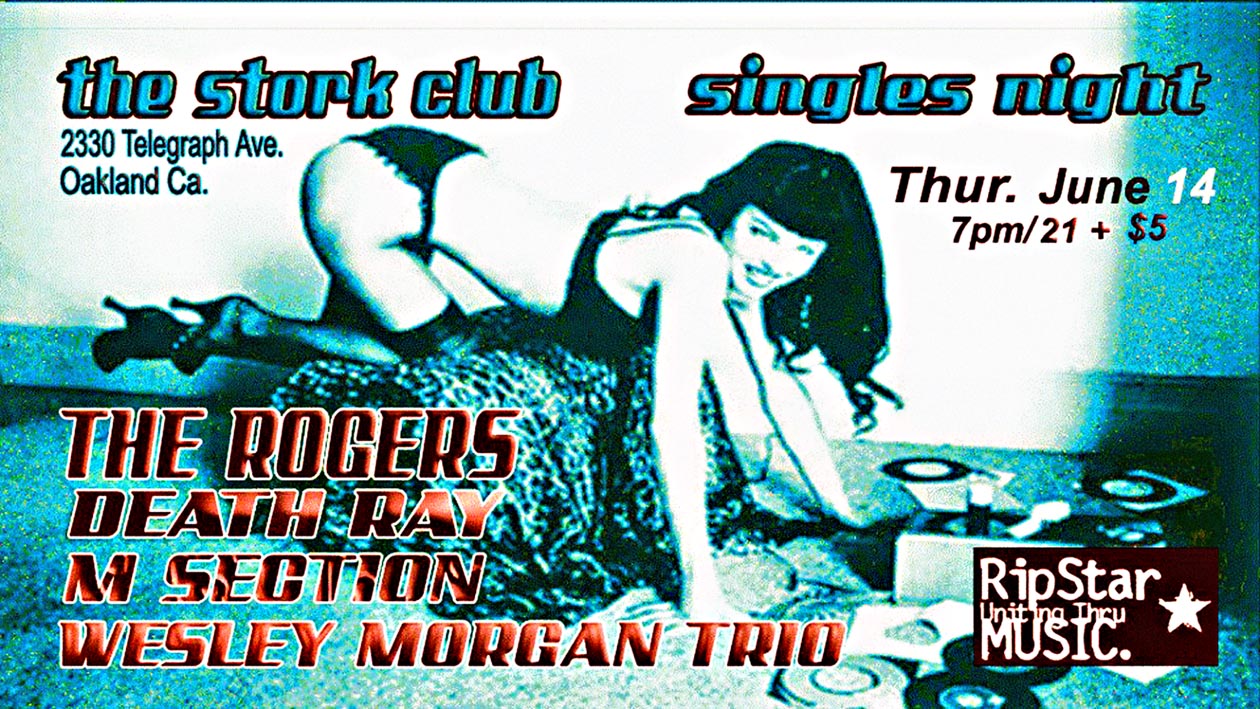 the stork club
2330 Telegraph Ave.
Oakland Ca.
singles night
Thur. June 14
7pm/21 + $5
THE ROGERS
DEATH RAY
M SECTION
WESLEY MORGAN TRIO
RipStar
Uniting Thru
MUSIC.